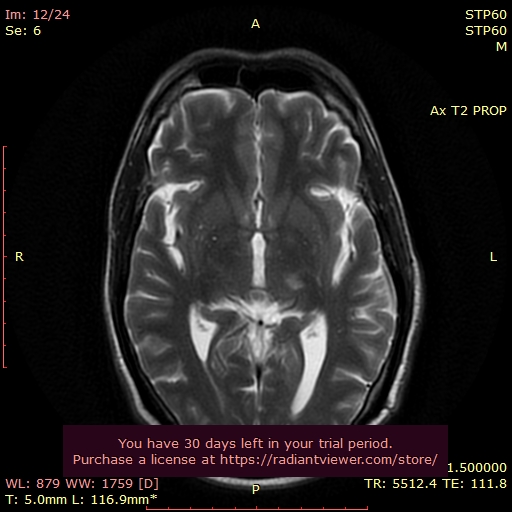 Im: 12/24
Se: 6
A
STP60
STP60
M
Ax T2 PROP
R
L
You have 30 days left in your trial period.
Purchase a license at https://radiantviewer.com/store/
1.500000
WL: 879 WW: 1759 [D]
TR: 5512.4 TE: 111.8
T: 5.0mm L: 116.9mm*
P